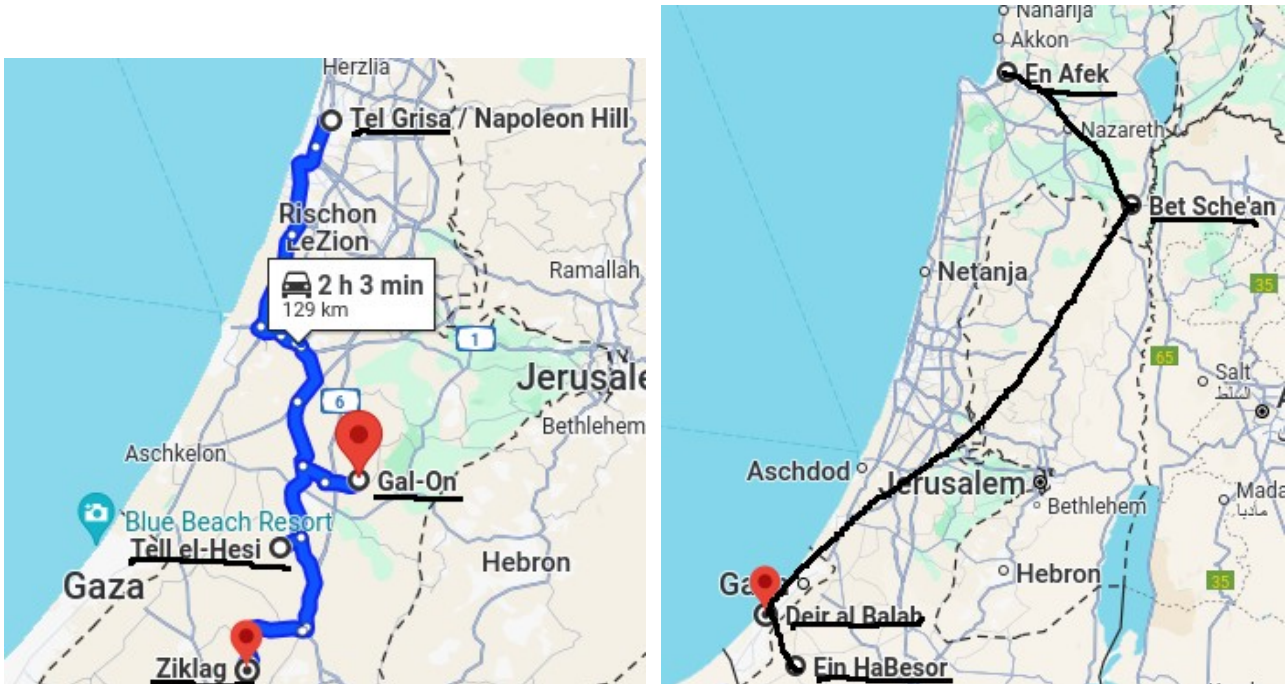 Herzlia
Tel Grisa / Napoleon Hill
Rischon
LeZion
2 h 3 min
129 km
Ramallah
1
Jerusale
6
Bethlehem
Aschkelon
Gal-On
Blue Beach Resort
Tell el-Hesi
Hebron
Gaza
Ziklag
Naharija
Akkon
En Afek
Nazareth
Bet Sche'an
Netanja
35
65
Salt
السلط
Aschdod
Jerusalem
Bethlehem
Mada
مادبا
Ga
Hebron
35
Deir al Balah
Ein HaBesor